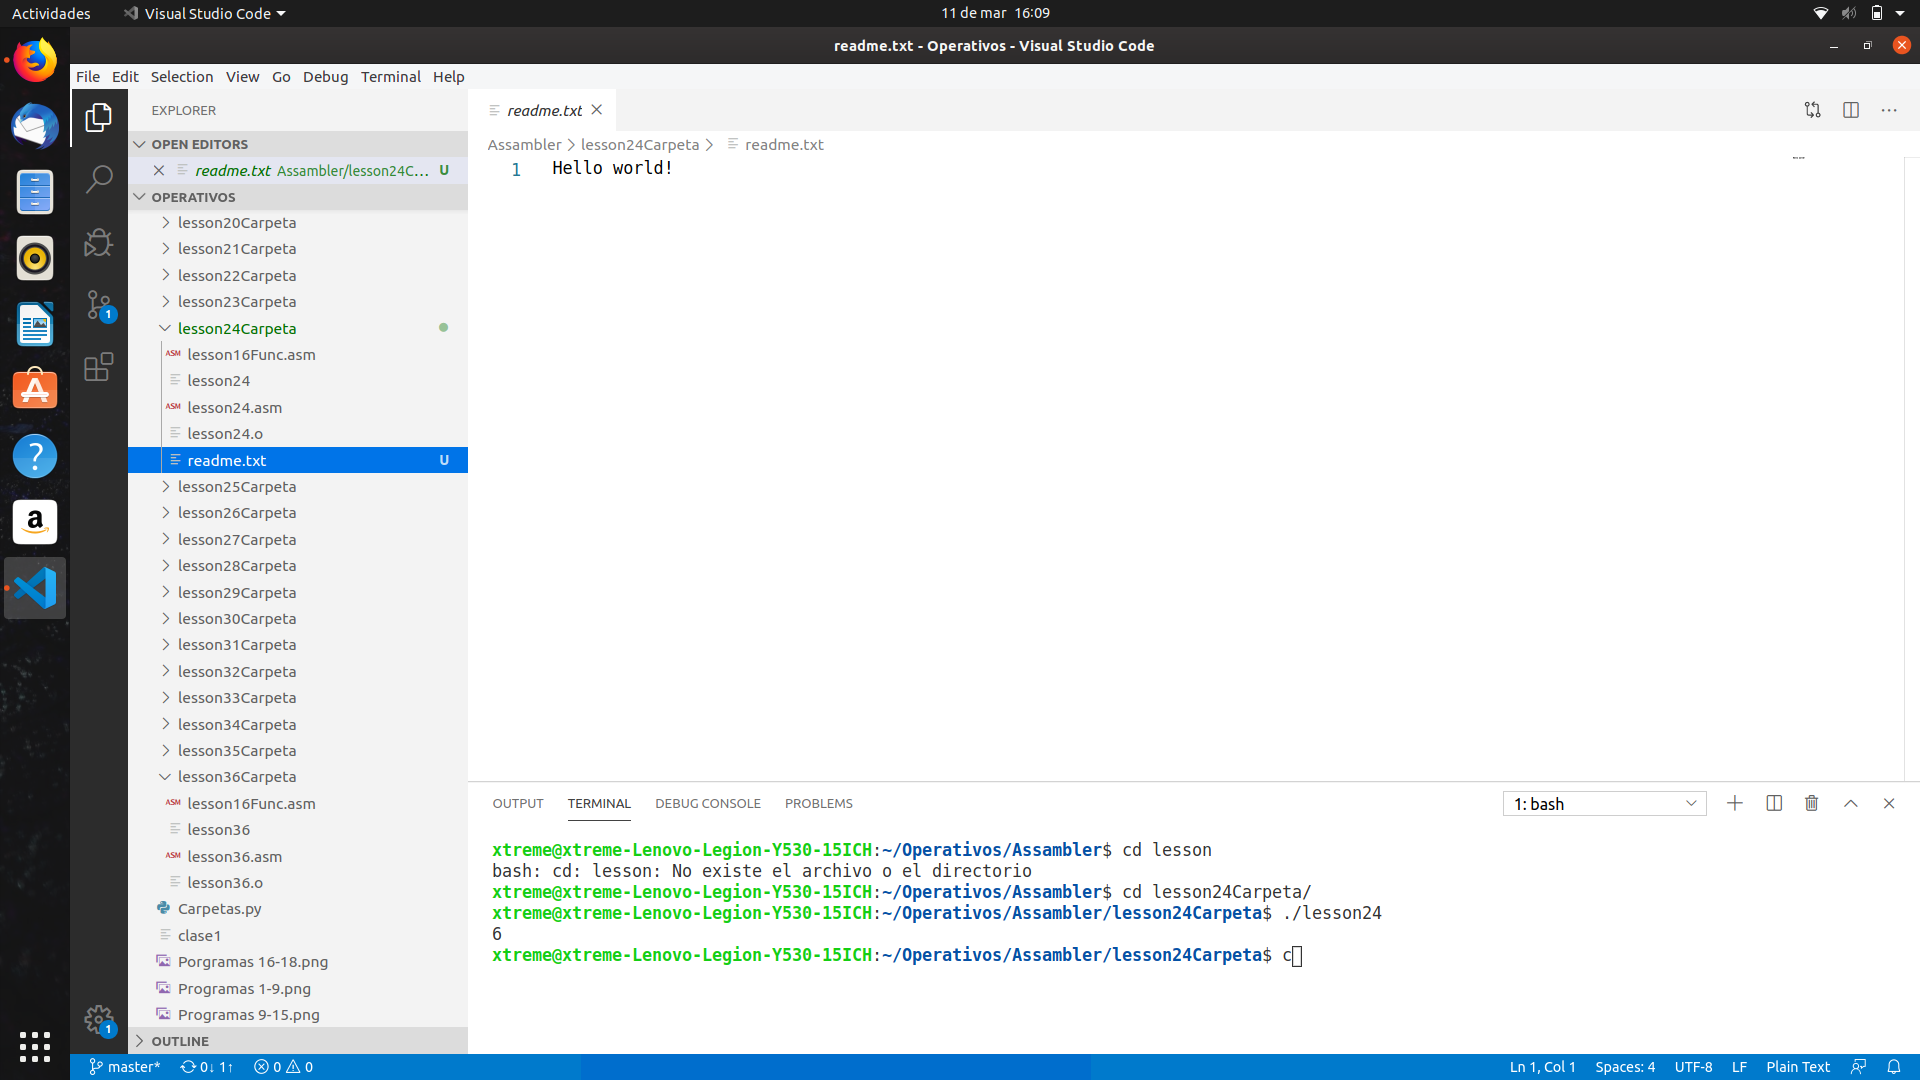 Actividades Visual Studio Code 11 de mar 16:09
readme.txt - Operativos - Visual Studio Code
File Edit Selection View Go Debug Terminal Help
EXPLORER
OPEN EDITORS
readme.txt Assambler/lesson24C... U
OPERATIVOS
lesson20Carpeta
lesson21Carpeta
lesson22Carpeta
lesson23Carpeta
lesson24Carpeta
ASM lesson16Func.asm
lesson24
ASM lesson24.asm
lesson24.o
readme.txt U
lesson25Carpeta
lesson26Carpeta
lesson27Carpeta
lesson28Carpeta
lesson29Carpeta
lesson30Carpeta
lesson31Carpeta
lesson32Carpeta
lesson33Carpeta
lesson34Carpeta
lesson35Carpeta
lesson36Carpeta
ASM lesson16Func.asm
lesson36
ASM lesson36.asm
lesson36.o
Carpetas.py
clase1
Porgramas 16-18.png
Programas 1-9.png
Programas 9-15.png
OUTLINE
1
1
readme.txt
Assambler > lesson24Carpeta > readme.txt
1 Hello world!
OUTPUT TERMINAL DEBUG CONSOLE PROBLEMS 1: bash
xtreme@xtreme-Lenovo-Legion-Y530-15ICH:~/Operativos/Assambler$ cd lesson
bash: cd: lesson: No existe el archivo o el directorio
xtreme@xtreme-Lenovo-Legion-Y530-15ICH:~/Operativos/Assambler$ cd lesson24Carpeta/
xtreme@xtreme-Lenovo-Legion-Y530-15ICH:~/Operativos/Assambler/lesson24Carpeta$ ./lesson24
6
xtreme@xtreme-Lenovo-Legion-Y530-15ICH:~/Operativos/Assambler/lesson24Carpeta$ c
master* 0↓ 1↑ 0 0 Ln 1, Col 1 Spaces: 4 UTF-8 LF Plain Text